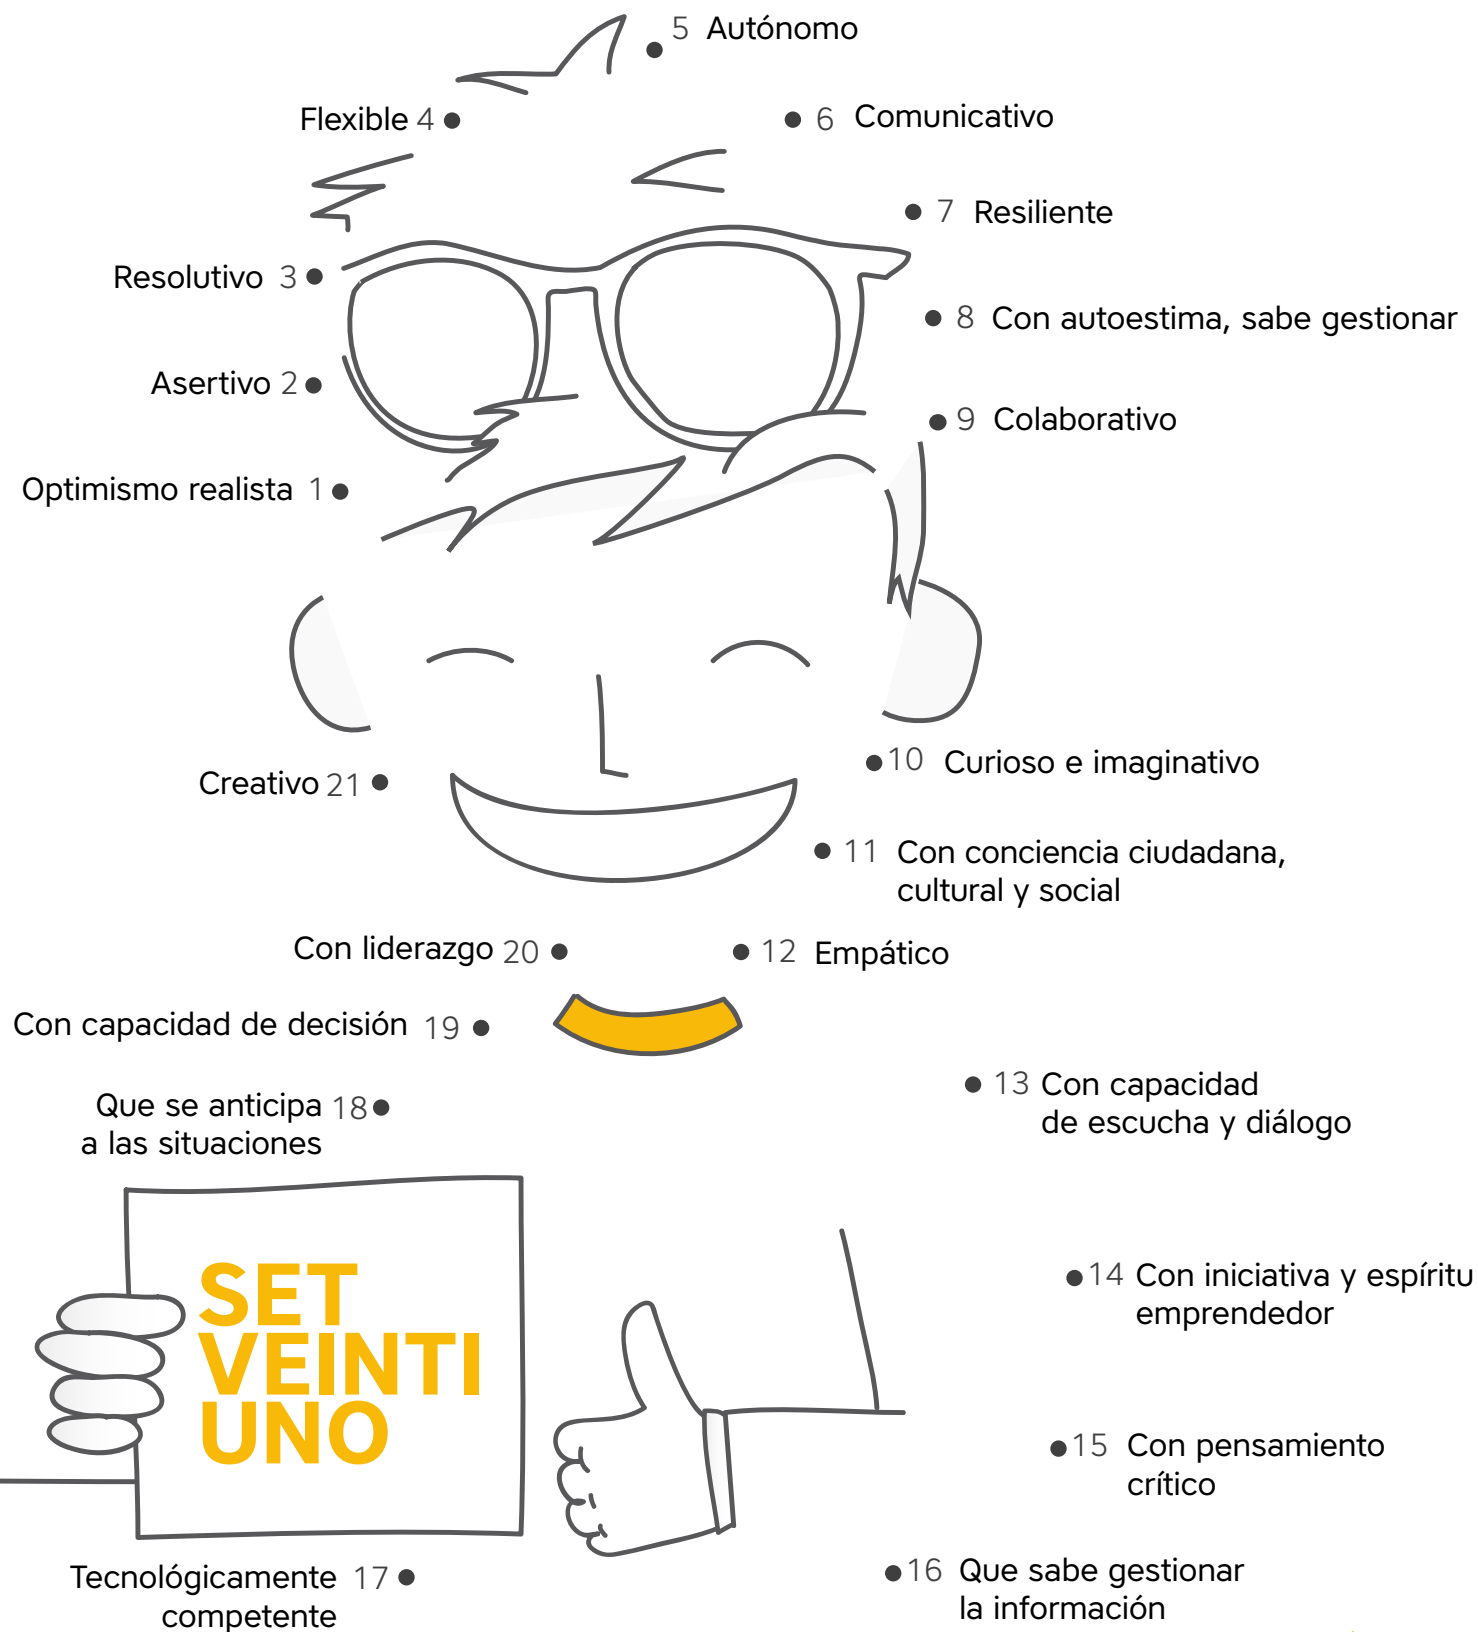 5 Autónomo
Flexible 4
6 Comunicativo
7 Resiliente
Resolutivo 3
8 Con autoestima, sabe gestionar
Asertivo 2
9 Colaborativo
Optimismo realista 1
10 Curioso e imaginativo
Creativo 21
11 Con conciencia ciudadana,
cultural y social
Con liderazgo 20
12 Empático
Con capacidad de decisión 19
13 Con capacidad
de escucha y diálogo
Que se anticipa 18
a las situaciones
SET
VEINTI
UNO
14 Con iniciativa y espíritu
emprendedor
15 Con pensamiento
crítico
Tecnológicamente 17
competente
16 Que sabe gestionar
la información